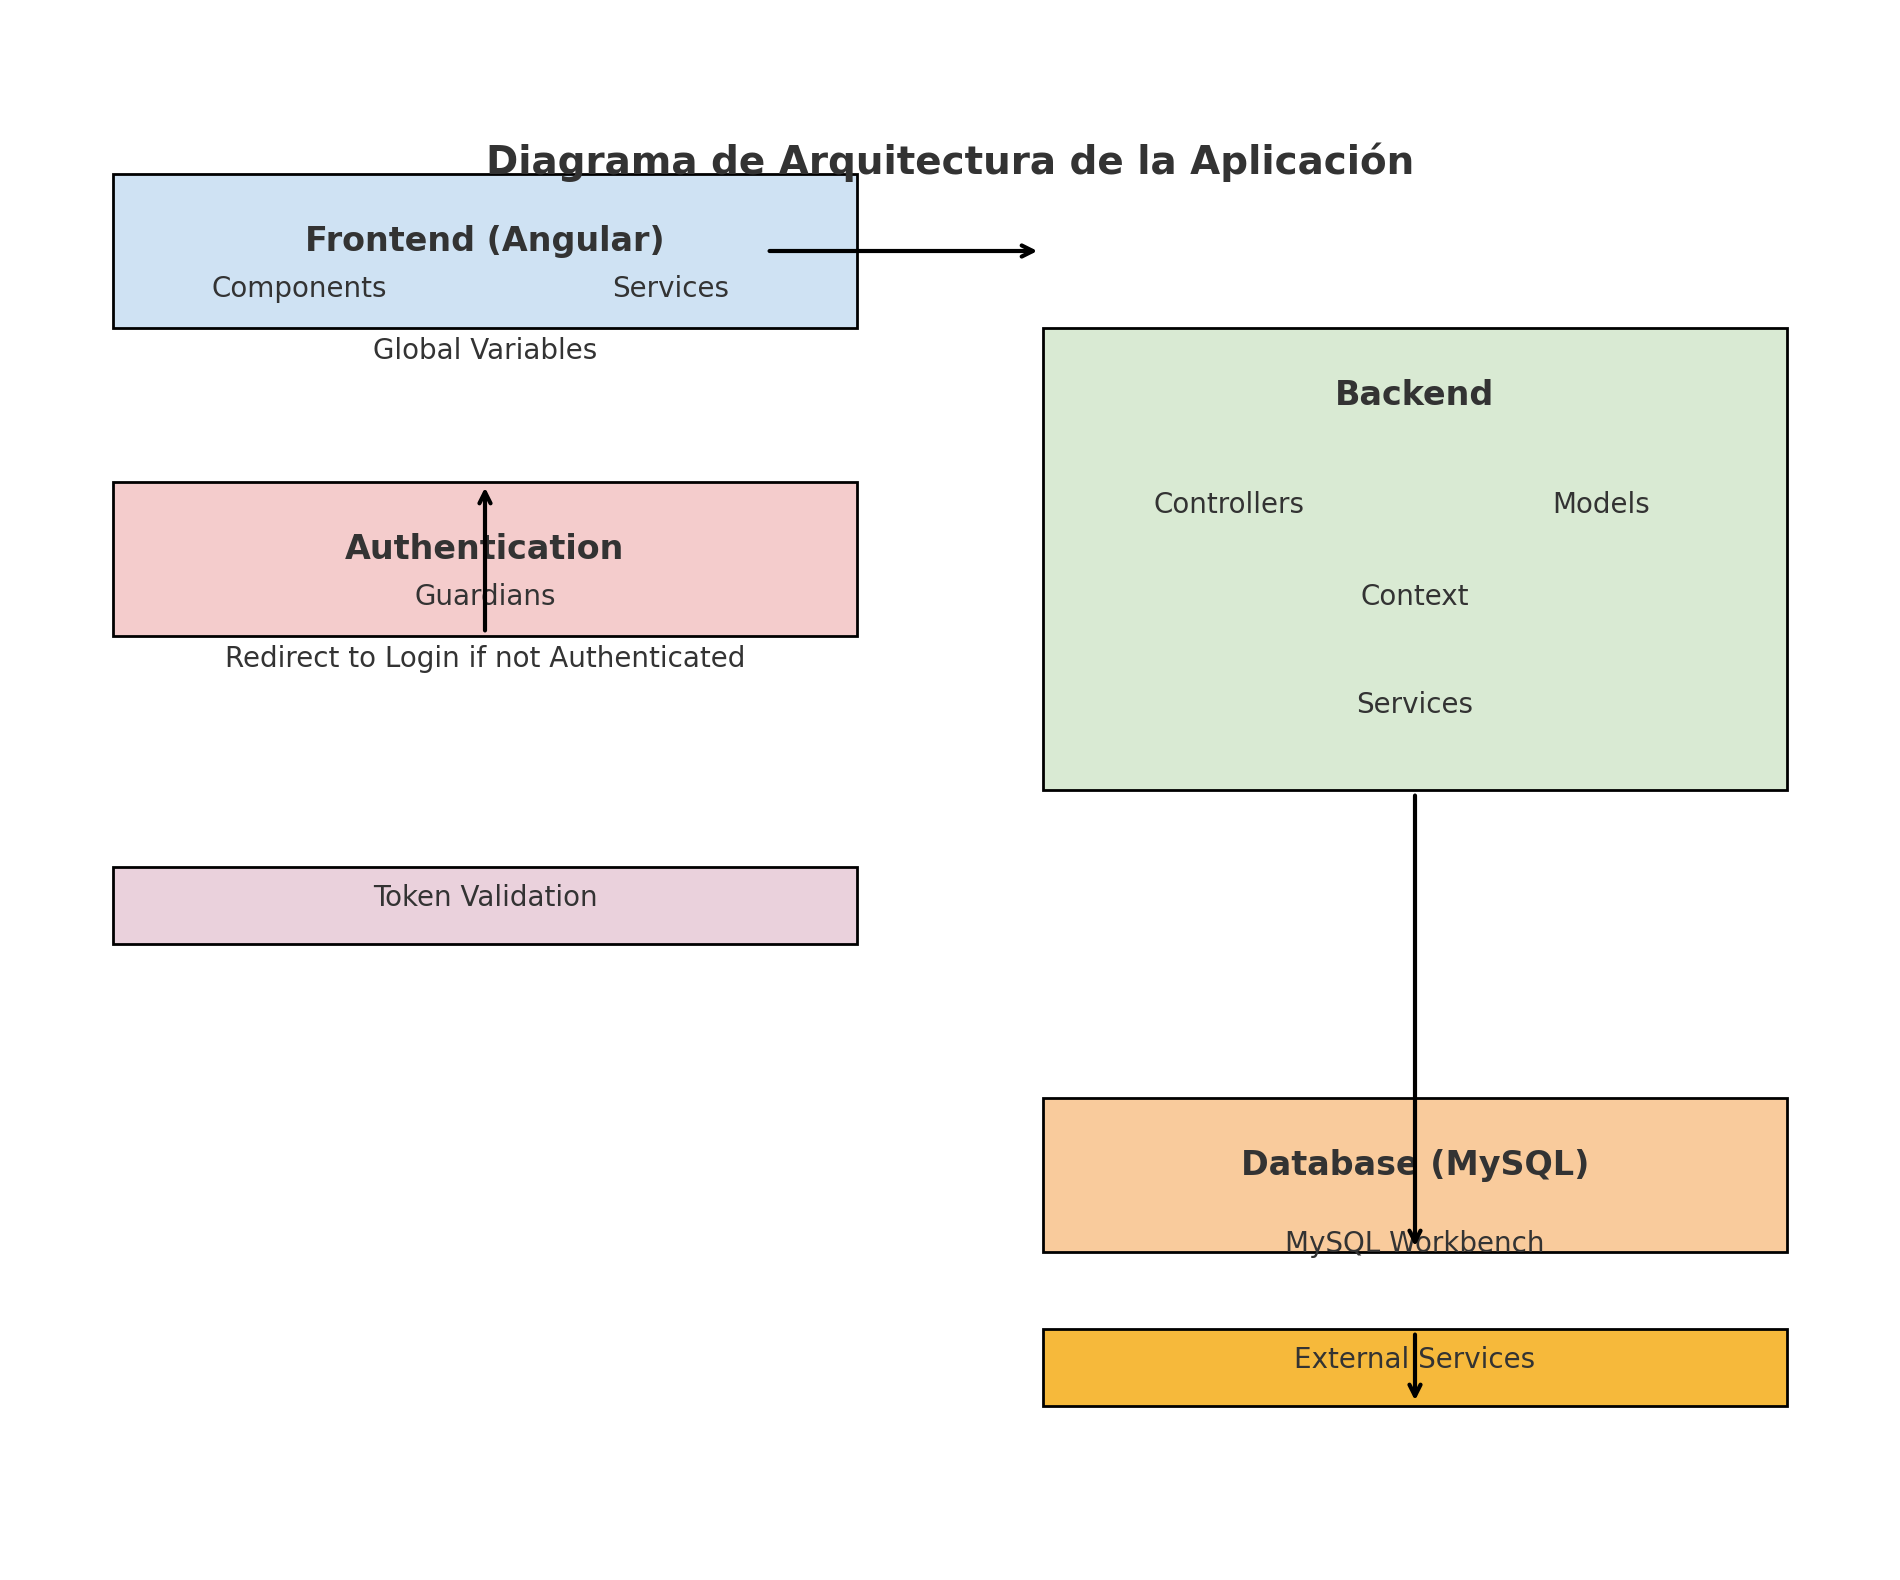 Diagrama de Arquitectura de la Aplicación
Frontend (Angular)
Components
Services
Global Variables
Authentication
Guardians
Redirect to Login if not Authenticated
Token Validation
Backend
Controllers
Models
Context
Services
Database (MySQL)
MySQL Workbench
External Services